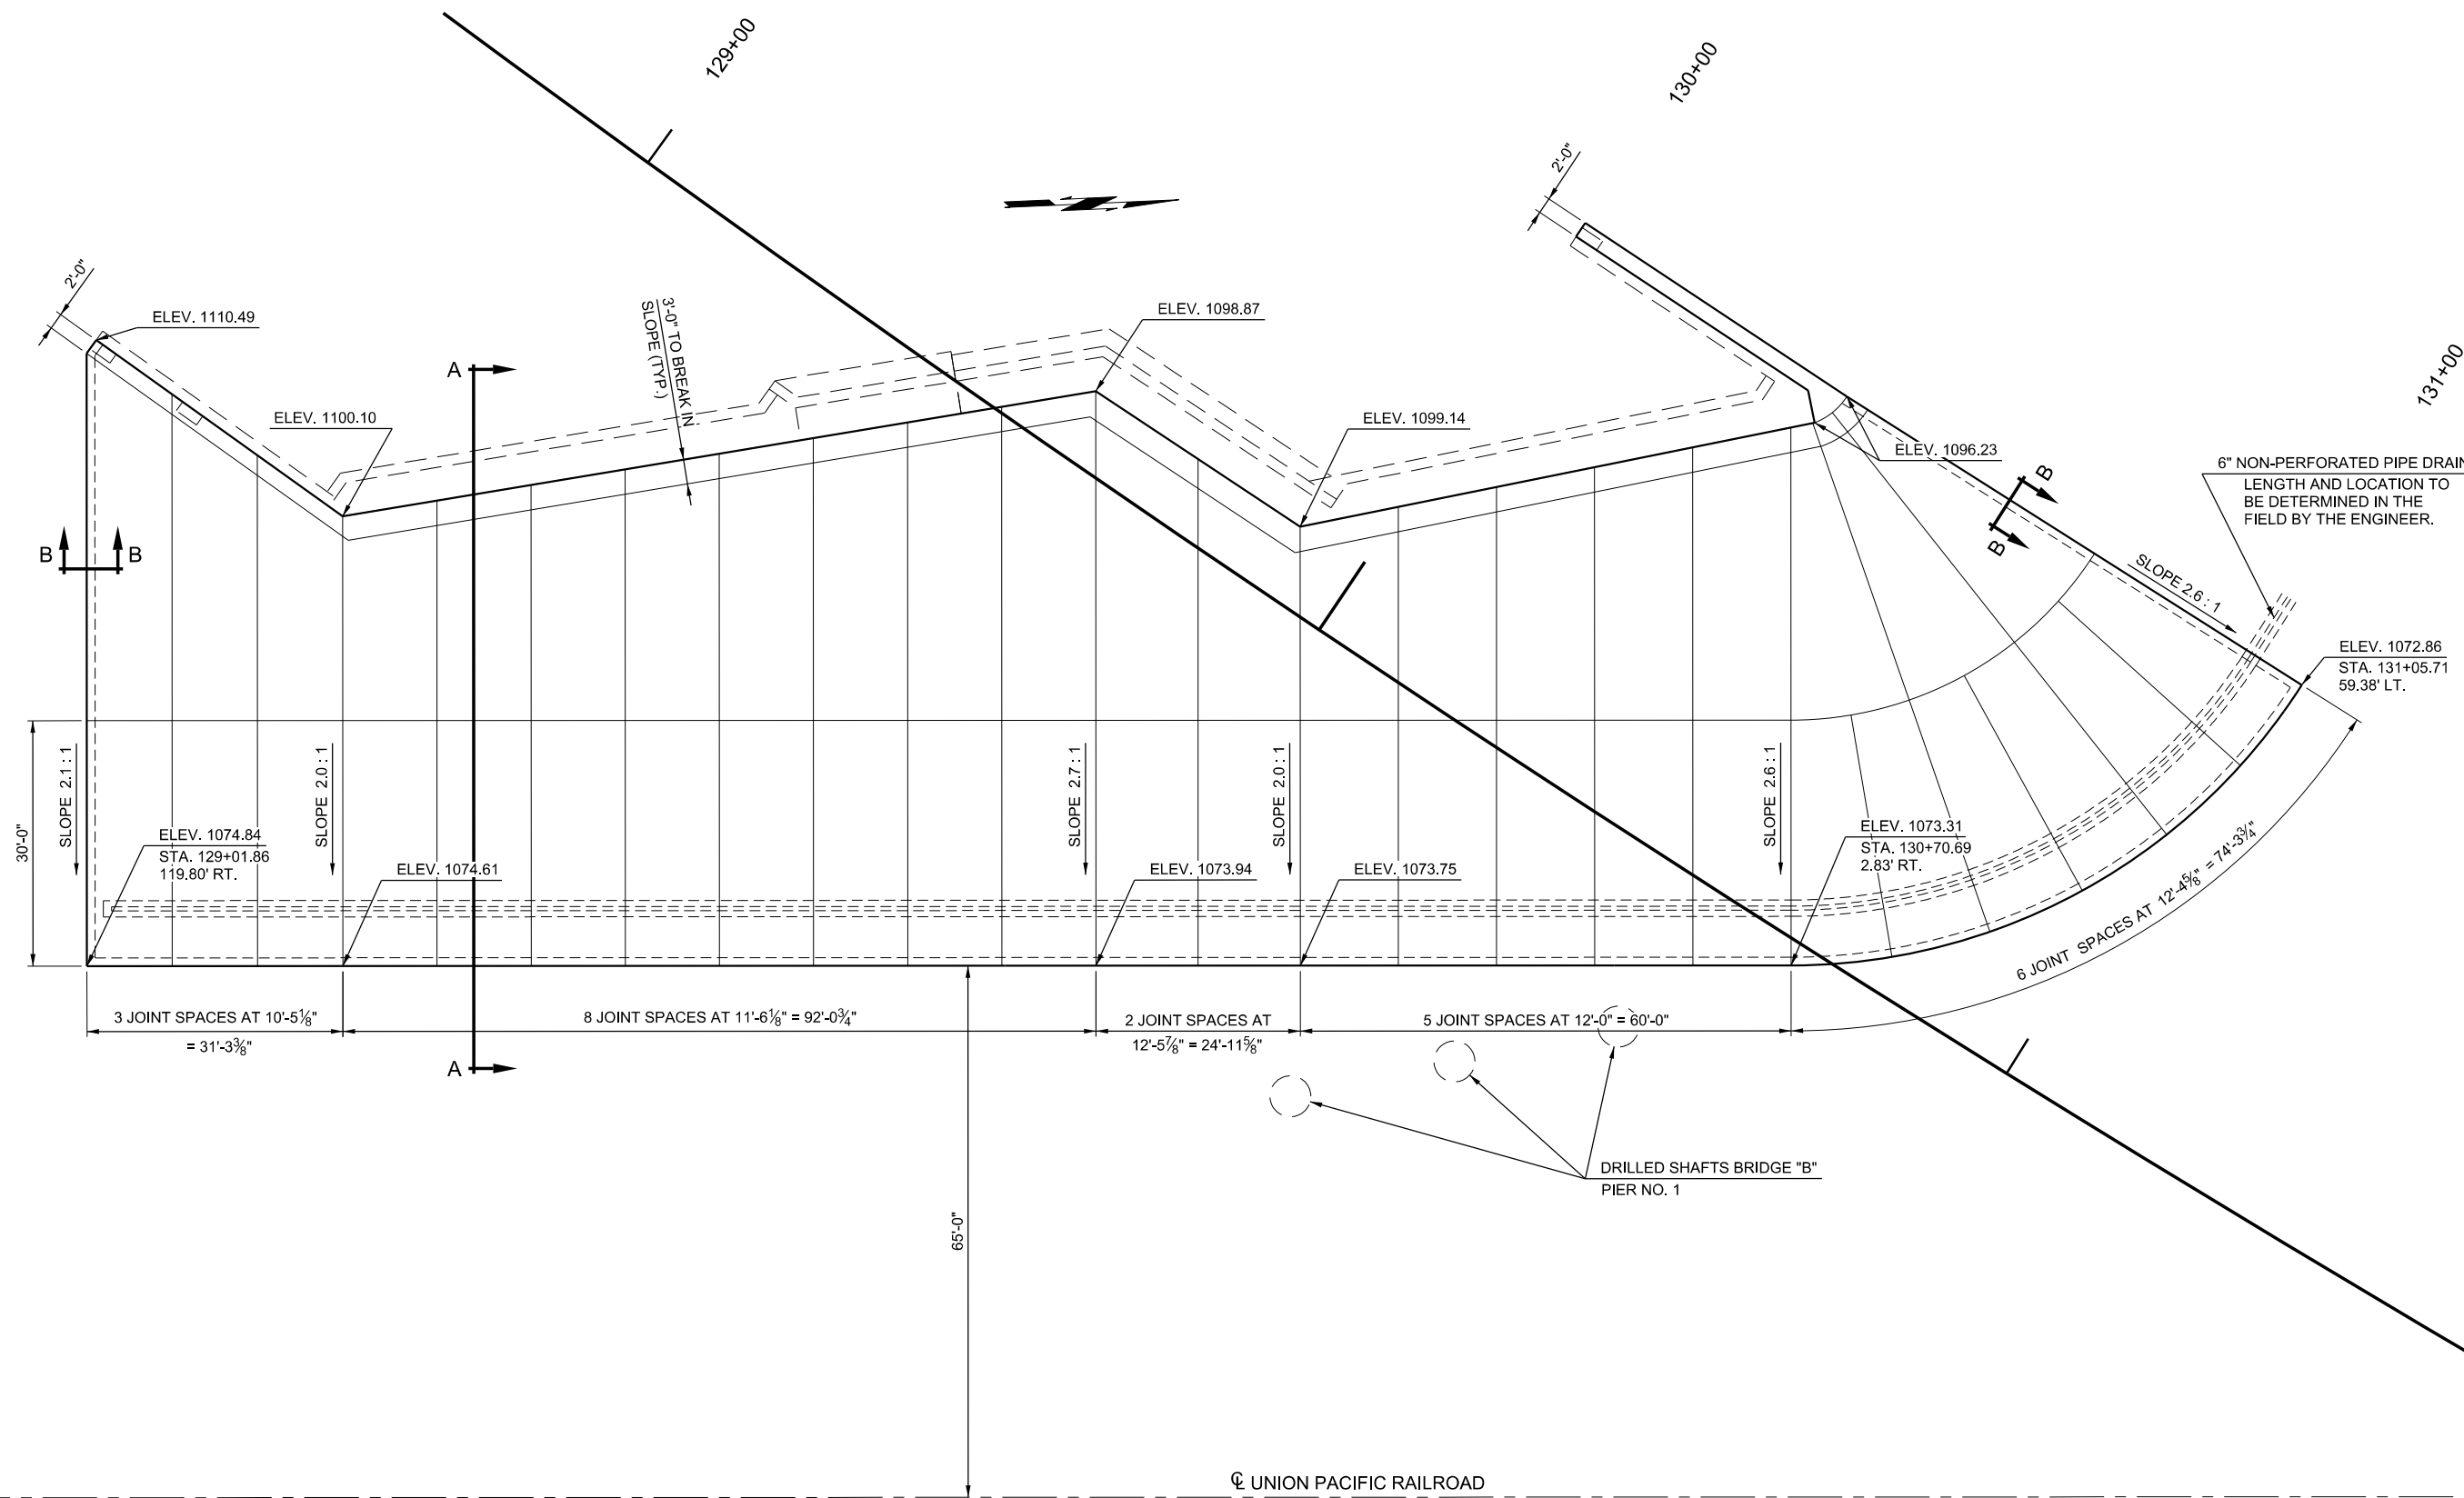 129+00
130+00
131+00
2'-0"
2'-0"
ELEV. 1110.49
ELEV. 1100.10
A
3'-0" TO BREAK IN
SLOPE (TYP.)
ELEV. 1098.87
ELEV. 1099.14
ELEV. 1096.23
6" NON-PERFORATED PIPE DRAIN
LENGTH AND LOCATION TO
BE DETERMINED IN THE
FIELD BY THE ENGINEER.
B
B
B
B
SLOPE 2.6 : 1
ELEV. 1072.86
STA. 131+05.71
59.38' LT.
30'-0"
SLOPE 2.1 : 1
SLOPE 2.0 : 1
SLOPE 2.7 : 1
SLOPE 2.0 : 1
SLOPE 2.6 : 1
ELEV. 1074.84
STA. 129+01.86
119.80' RT.
ELEV. 1074.61
ELEV. 1073.94
ELEV. 1073.75
ELEV. 1073.31
STA. 130+70.69
2.83' RT.
6 JOINT SPACES AT 12'-4⅝" = 74'-3¾"
3 JOINT SPACES AT 10'-5⅛"
= 31'-3⅜"
8 JOINT SPACES AT 11'-6⅛" = 92'-0¾"
2 JOINT SPACES AT
12'-5⅞" = 24'-11⅝"
5 JOINT SPACES AT 12'-0" = 60'-0"
A
DRILLED SHAFTS BRIDGE "B"
PIER NO. 1
65'-0"
℄ UNION PACIFIC RAILROAD